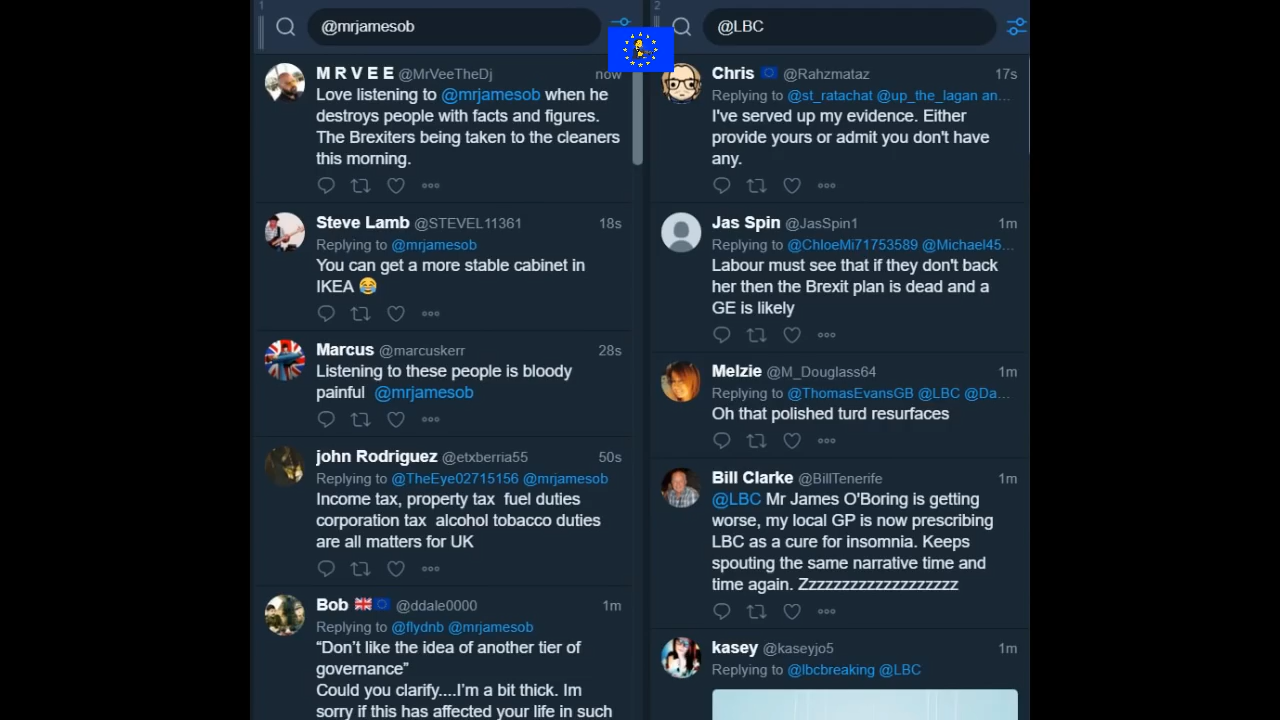 1
@mrjamesob
M R V E E @MrVeeTheDj now
Love listening to @mrjamesob when he
destroys people with facts and figures.
The Brexiters being taken to the cleaners
this morning.
Steve Lamb @STEVEL11361 18s
Replying to @mrjamesob
You can get a more stable cabinet in
IKEA 😂
Marcus @marcuskerr 28s
Listening to these people is bloody
painful @mrjamesob
john Rodriguez @etxberria55 50s
Replying to @TheEye02715156 @mrjamesob
Income tax, property tax fuel duties
corporation tax alcohol tobacco duties
are all matters for UK
Bob 🇬🇧🇪🇺 @ddale0000 1m
Replying to @flydnb @mrjamesob
“Don’t like the idea of another tier of
governance”
Could you clarify....I’m a bit thick. Im
sorry if this has affected your life in such
2
@LBC
Chris 🇪🇺 @Rahzmataz 17s
Replying to @st_ratachat @up_the_lagan an...
I've served up my evidence. Either
provide yours or admit you don't have
any.
Jas Spin @JasSpin1 1m
Replying to @ChloeMi71753589 @Michael45...
Labour must see that if they don't back
her then the Brexit plan is dead and a
GE is likely
Melzie @M_Douglass64 1m
Replying to @ThomasEvansGB @LBC @Da...
Oh that polished turd resurfaces
Bill Clarke @BillTenerife 1m
@LBC Mr James O'Boring is getting
worse, my local GP is now prescribing
LBC as a cure for insomnia. Keeps
spouting the same narrative time and
time again. Zzzzzzzzzzzzzzzzzzz
kasey @kaseyjo5 1m
Replying to @lbcbreaking @LBC